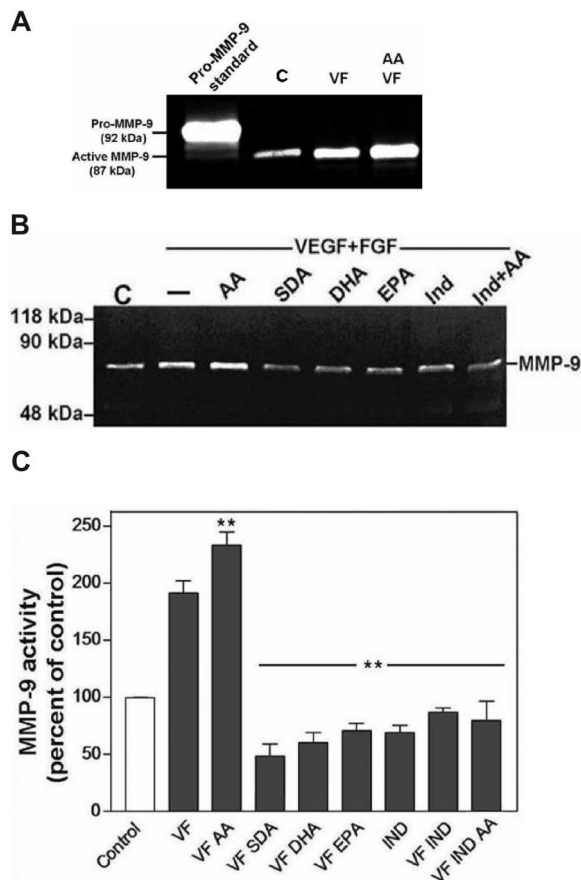 A
Pro-MMP-9
standard
C
VF
AA
VF
Pro-MMP-9
(92 kDa)
Active MMP-9
(87 kDa)
B
VEGF+FGF
C
—
AA
SDA
DHA
EPA
Ind
Ind+AA
118 kDa
90 kDa
48 kDa
MMP-9
C
MMP-9 activity
(percent of control)
250
200
150
100
50
0
**
**
Control
VF
VF AA
VF SDA
VF DHA
VF EPA
IND
VF IND
VF IND AA